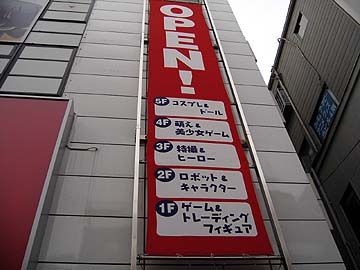 OPEN!
5F コスプレ&
ドール
4F 萌え&
美少女ゲーム
3F 特撮&
ヒーロー
2F ロボット&
キャラクター
1F ゲーム&
トレーディング
フィギュア